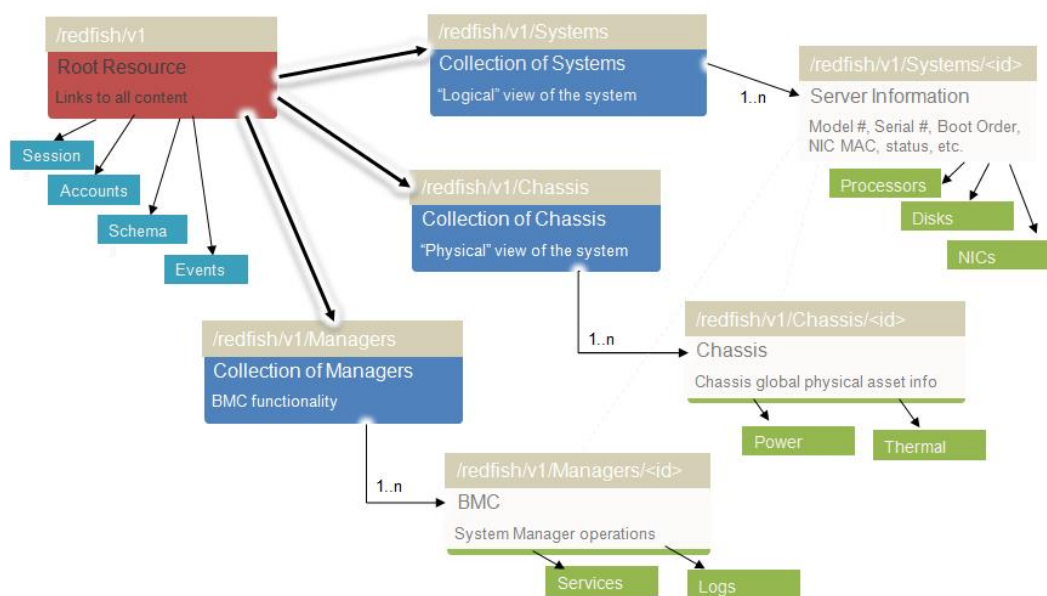 /redfish/v1
Root Resource
Links to all content
Session
Accounts
Schema
Events
/redfish/v1/Systems
Collection of Systems
“Logical” view of the system
1..n
/redfish/v1/Systems/<id>
Server Information
Model #, Serial #, Boot Order,
NIC MAC, status, etc.
Processors
Disks
NICs
/redfish/v1/Chassis
Collection of Chassis
“Physical” view of the system
1..n
/redfish/v1/Chassis/<id>
Chassis
Chassis global physical asset info
Power
Thermal
/redfish/v1/Managers
Collection of Managers
BMC functionality
1..n
/redfish/v1/Managers/<id>
BMC
System Manager operations
Services
Logs